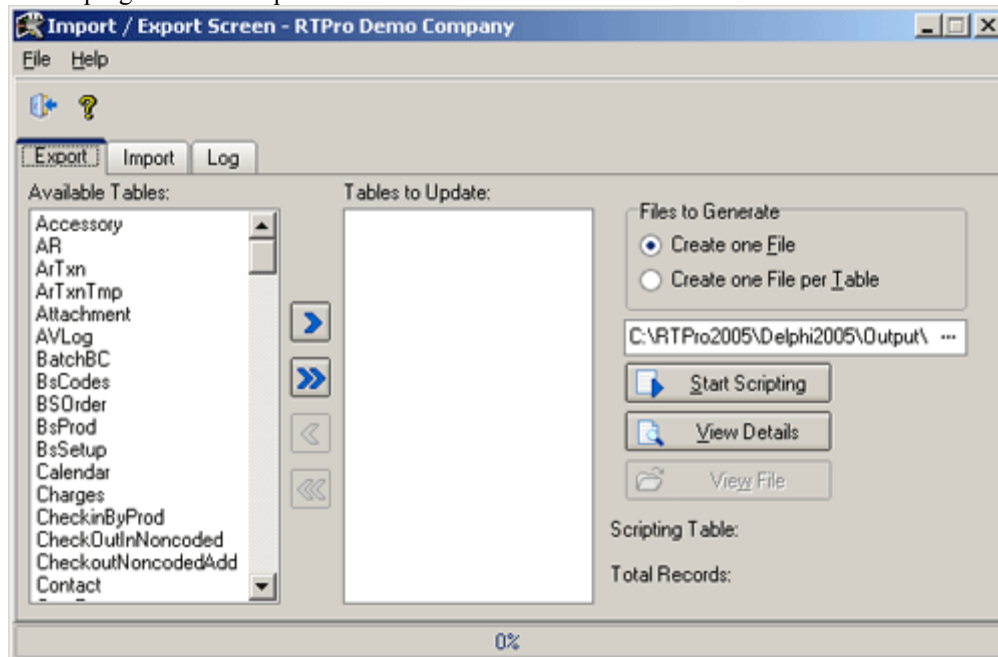 Import / Export Screen - RTPro Demo Company
File Help
Export Import Log
Available Tables:
Accessory
AR
ArTxn
ArTxnTmp
Attachment
AVLog
BatchBC
BsCodes
BSOrder
BsProd
BsSetup
Calendar
Charges
CheckinByProd
CheckOutInNoncoded
CheckoutNoncodedAdd
Contact
Tables to Update:
Files to Generate
Create one File
Create one File per Table
C:\RTPro2005\Delphi2005\Output\ ...
Start Scripting
View Details
View File
Scripting Table:
Total Records:
0%